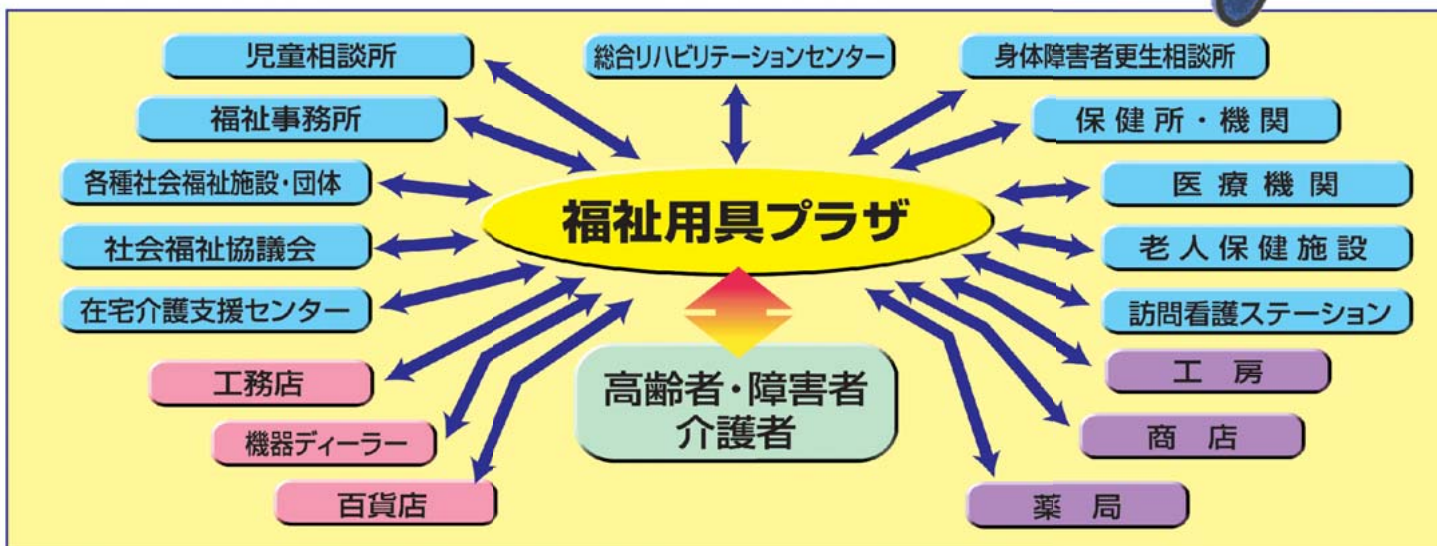 児童相談所
総合リハビリテーションセンター
身体障害者更生相談所
福祉事務所
保健所・機関
各種社会福祉施設・団体
医療機関
福祉用具プラザ
社会福祉協議会
老人保健施設
在宅介護支援センター
訪問看護ステーション
工務店
高齢者・障害者
介護者
工房
機器ディーラー
商店
百貨店
薬局